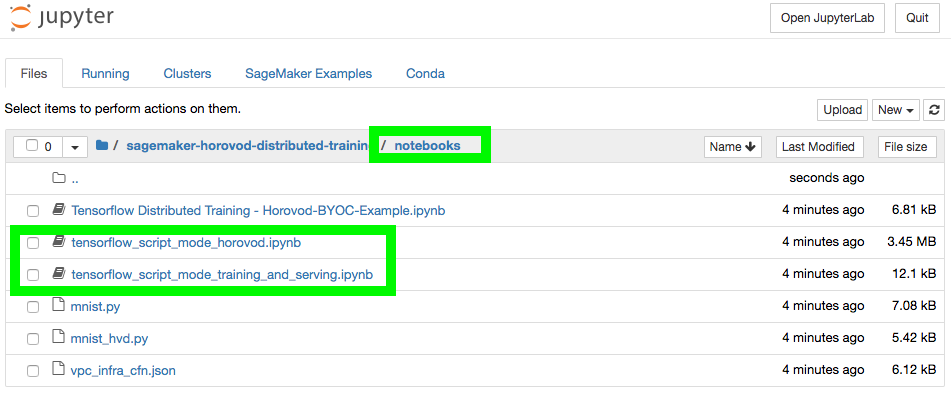 jupyter
Open JupyterLab Quit
Files Running Clusters SageMaker Examples Conda
Select items to perform actions on them.
Upload New
0 / sagemaker-horovod-distributed-training / notebooks Name Last Modified File size
.. seconds ago
Tensorflow Distributed Training - Horovod-BYOC-Example.ipynb 4 minutes ago 6.81 kB
tensorflow_script_mode_horovod.ipynb 4 minutes ago 3.45 MB
tensorflow_script_mode_training_and_serving.ipynb 4 minutes ago 12.1 kB
mnist.py 4 minutes ago 7.08 kB
mnist_hvd.py 4 minutes ago 5.42 kB
vpc_infra_cfn.json 4 minutes ago 6.12 kB